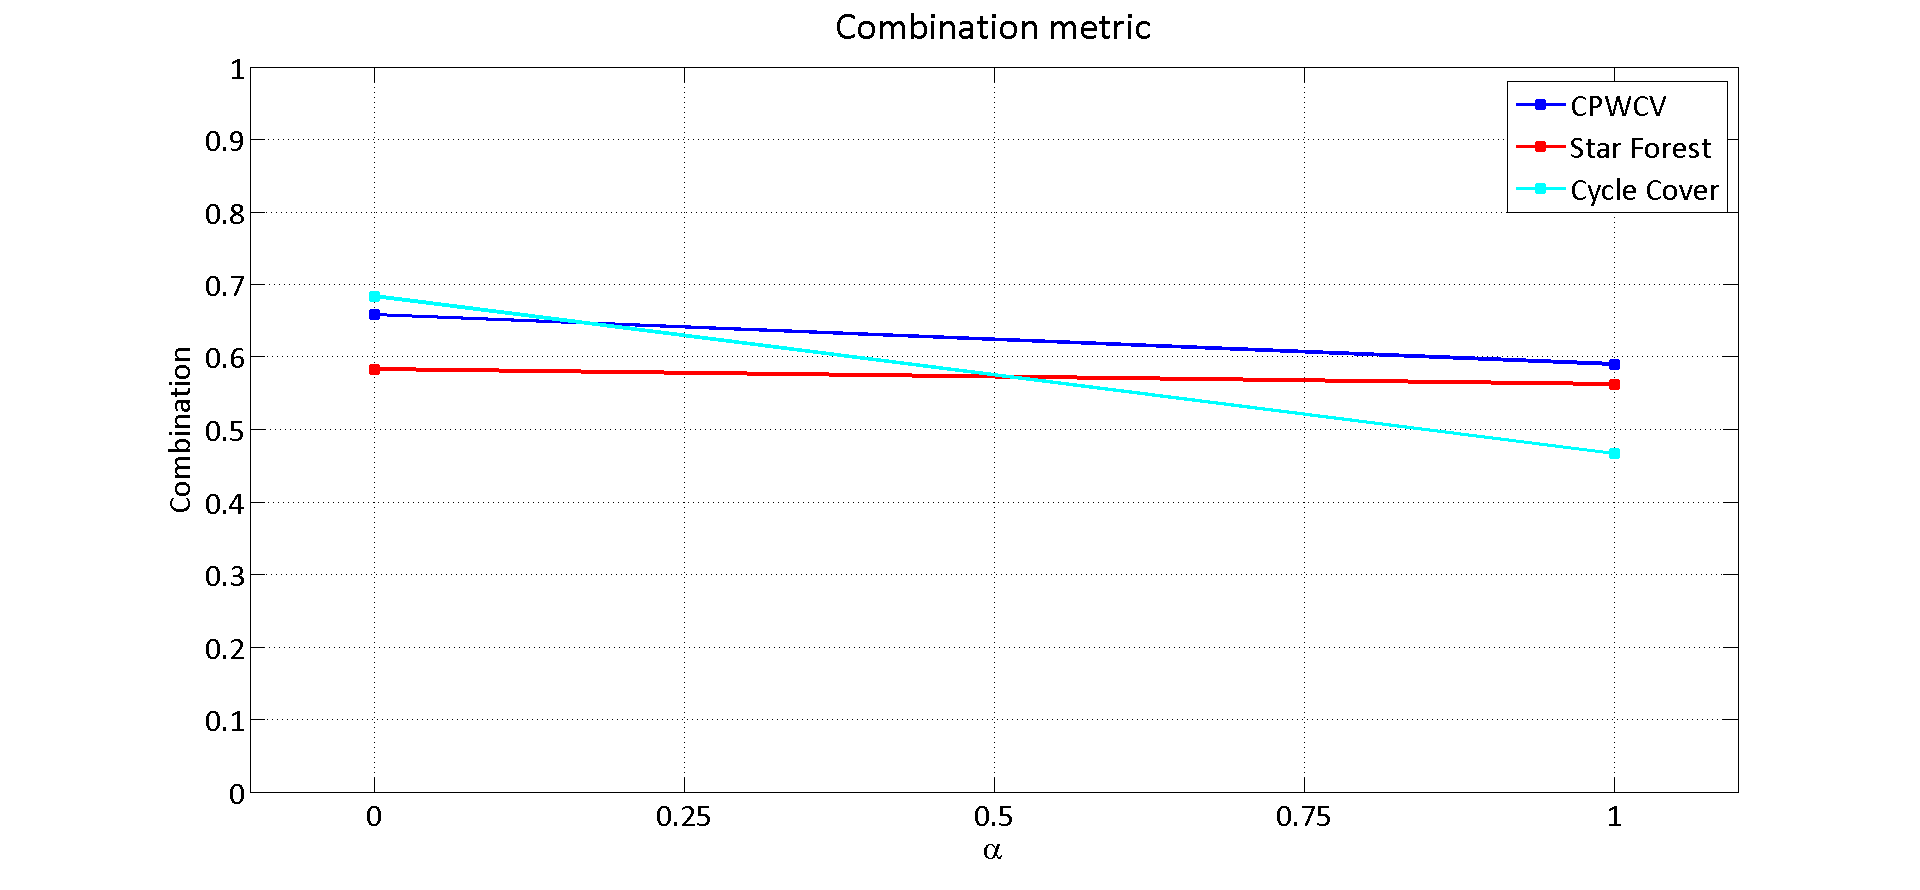 Combination metric
1
0.9
0.8
0.7
0.6
0.5
0.4
0.3
0.2
0.1
0
Combination
CPWCV
Star Forest
Cycle Cover
0 0.25 0.5 0.75 1
α